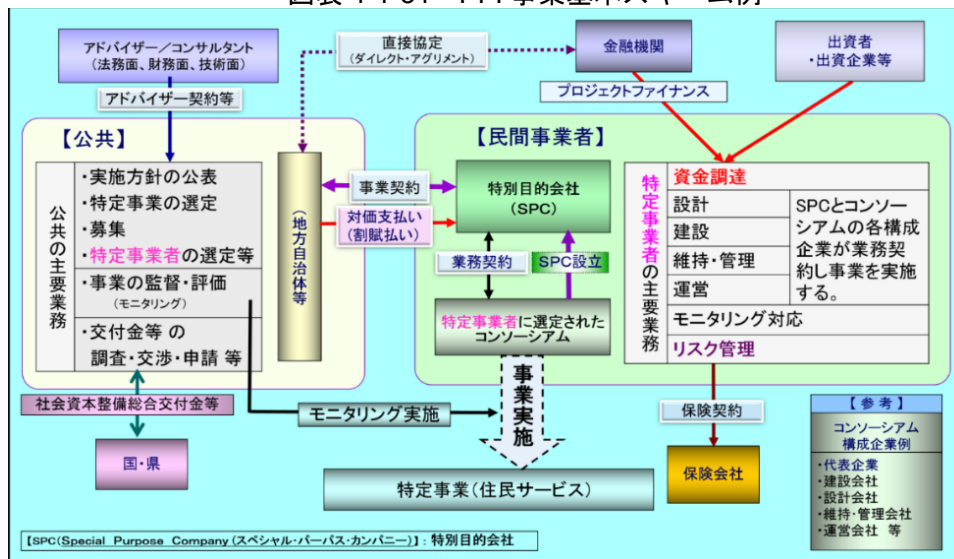 アドバイザー/コンサルタント
(法務面、財務面、技術面)
直接協定
(ダイレクト・アグリメント)
金融機関
出資者
・出資企業等
アドバイザー契約等
プロジェクトファイナンス
【公共】
【民間事業者】
公共の主要業務
・実施方針の公表
・特定事業の選定
・募集
・特定事業者の選定等
・事業の監督・評価
(モニタリング)
・交付金等 の
調査・交渉・申請 等
(地方自治体等
事業契約
対価支払い
(割賦払い)
特別目的会社
(SPC)
業務契約
SPC設立
特定事業者に選定された
コンソーシアム
特定事業者の主要業務
資金調達
設計
建設
維持・管理
運営
SPCとコンソー
シアムの各構成
企業が業務契
約し事業を実施
する。
モニタリング対応
リスク管理
社会資本整備総合交付金等
国・県
モニタリング実施
事業実施
特定事業(住民サービス)
保険契約
保険会社
【参考】
コンソーシアム
構成企業例
・代表企業
・建設会社
・設計会社
・維持・管理会社
・運営会社 等
【SPC(Special Purpose Company(スペシャル・パーパス・カンパニー)】:特別目的会社